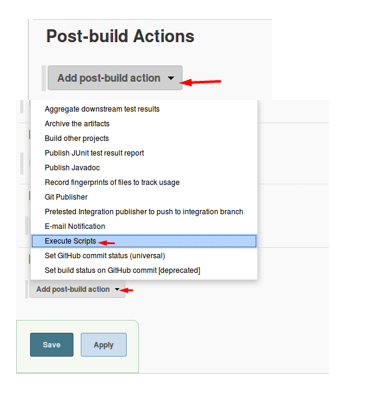 Post-build Actions
Add post-build action
Aggregate downstream test results
Archive the artifacts
Build other projects
Publish JUnit test result report
Publish Javadoc
Record fingerprints of files to track usage
Git Publisher
Pretested Integration publisher to push to integration branch
E-mail Notification
Execute Scripts
Set GitHub commit status (universal)
Set build status on GitHub commit [deprecated]
Add post-build action
Save Apply